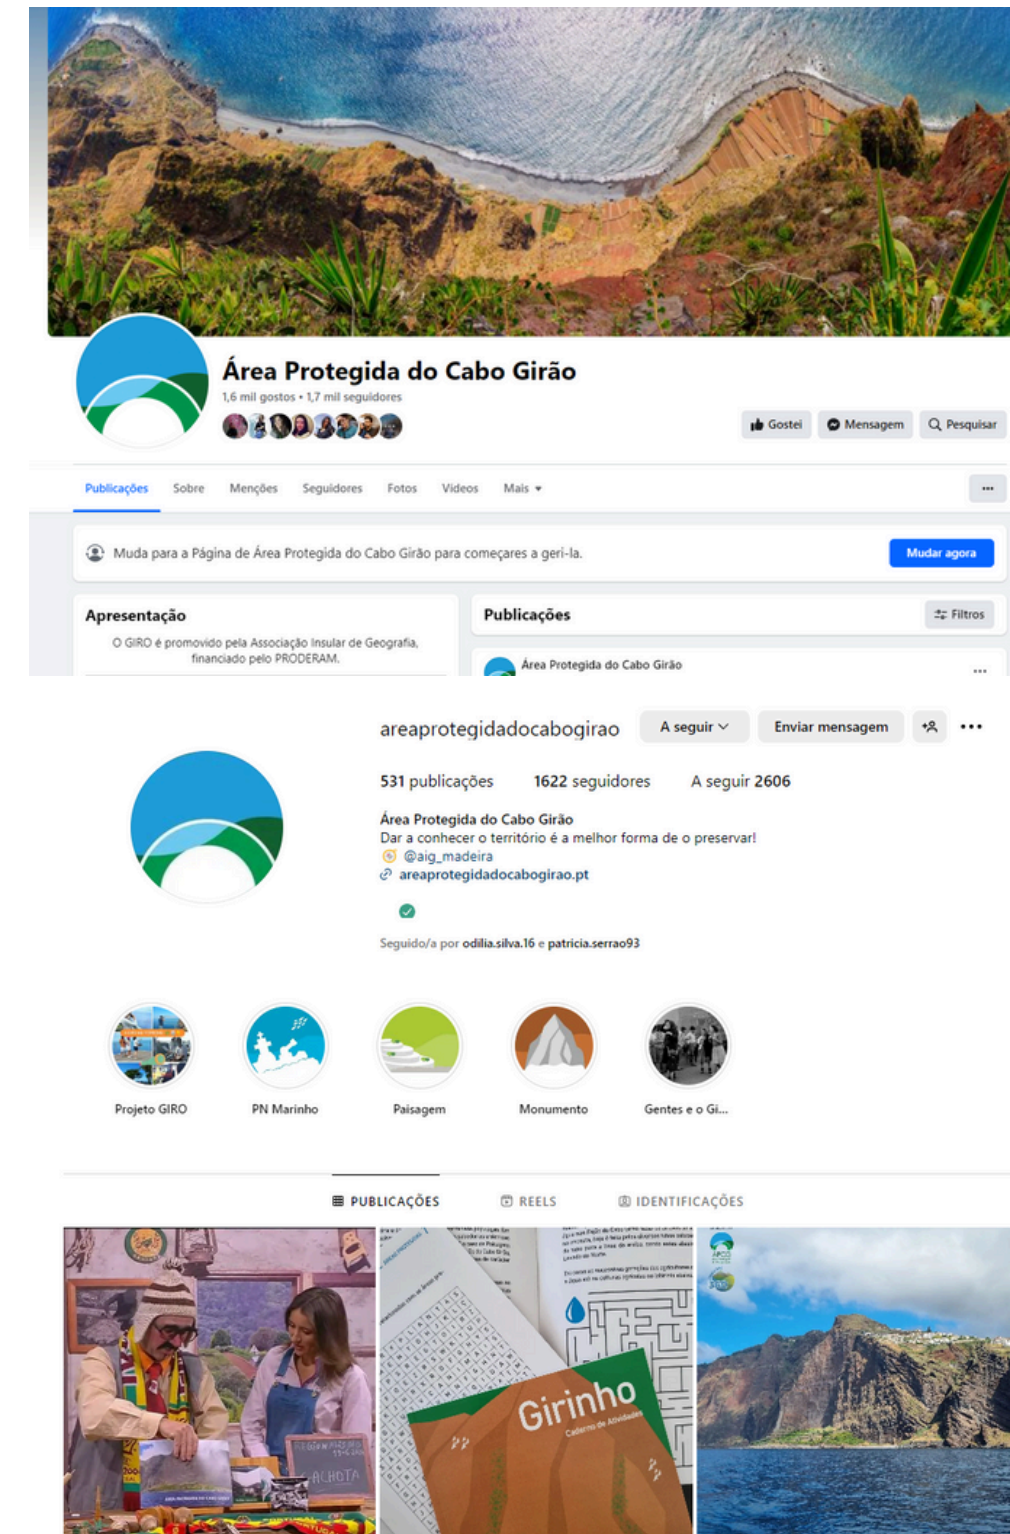 Área Protegida do Cabo Girão
1,6 mil gostos • 1,7 mil seguidores
Gostei
Mensagem
Pesquisar
Publicações
Sobre
Menções
Seguidores
Fotos
Vídeos
Mais
Muda para a Página de Área Protegida do Cabo Girão para começares a geri-la.
Mudar agora
Apresentação
O GIRO é promovido pela Associação Insular de Geografia,
financiado pelo PRODERAM.
Publicações
Filtros
Área Protegida do Cabo Girão
areaprotegidadocabogirao
A seguir
Enviar mensagem
531 publicações
1622 seguidores
A seguir 2606
Área Protegida do Cabo Girão
Dar a conhecer o território é a melhor forma de o preservar!
@aig_madeira
areaprotegidadocabogirao.pt
Seguido/a por odilia.silva.16 e patricia.serrao93
Projeto GIRO
PN Marinho
Paisagem
Monumento
Gentes e o Gi...
PUBLICAÇÕES
REELS
IDENTIFICAÇÕES
Girinho
Caderno de Atividades